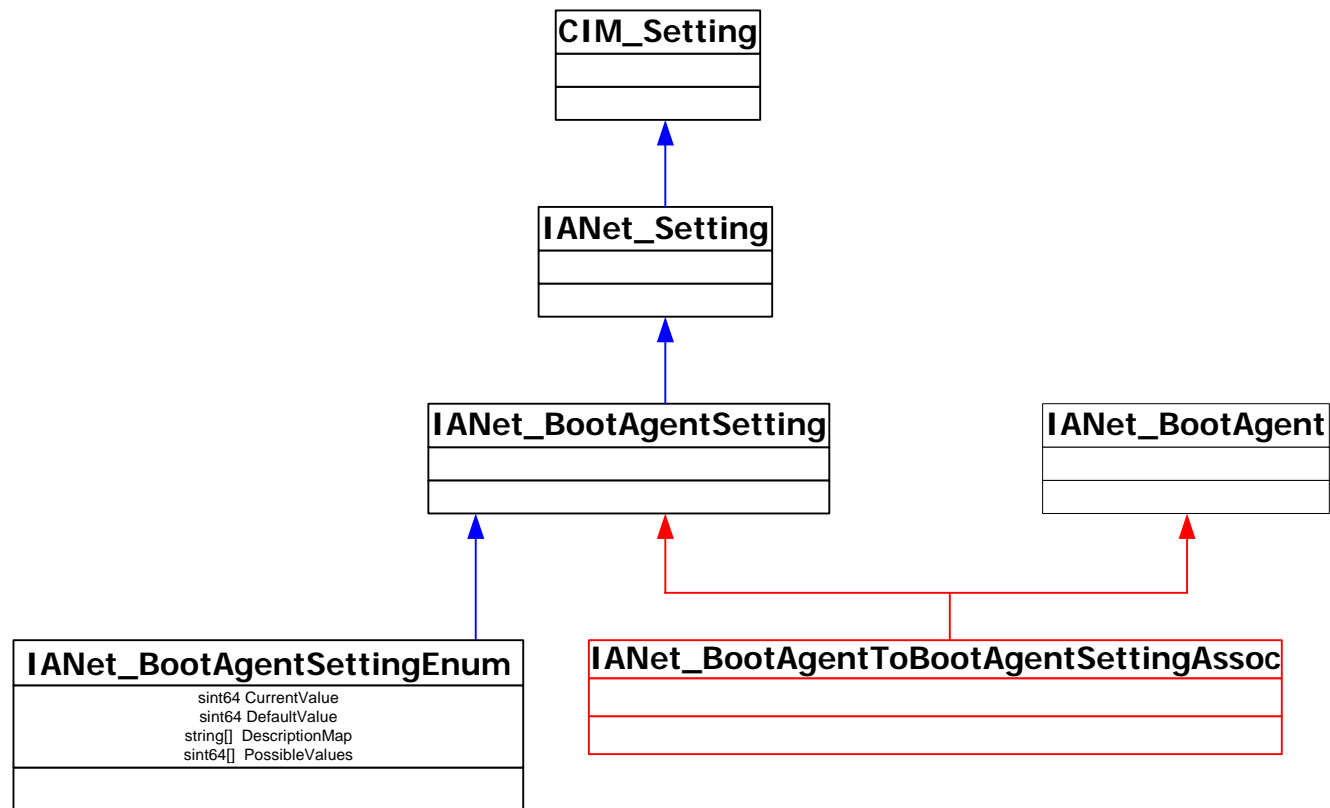 CIM_Setting
IANet_Setting
IANet_BootAgentSetting
IANet_BootAgent
IANet_BootAgentSettingEnum
sint64 CurrentValue
sint64 DefaultValue
string[] DescriptionMap
sint64[] PossibleValues
IANet_BootAgentToBootAgentSettingAssoc